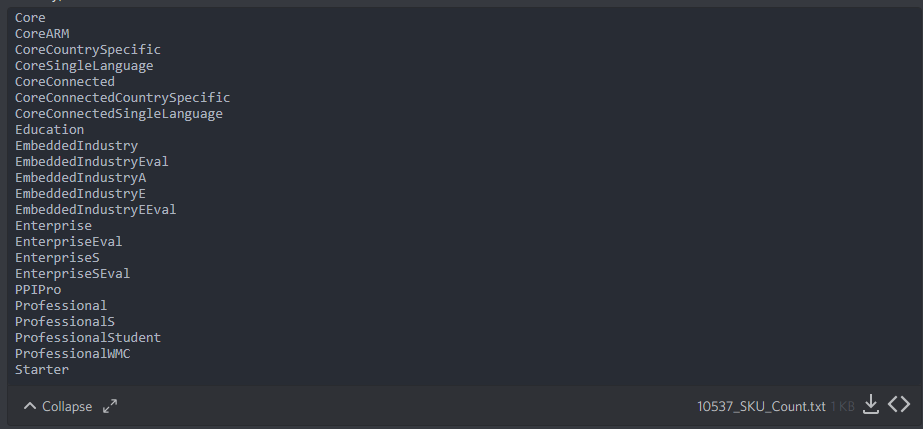 Core
CoreARM
CoreCountrySpecific
CoreSingleLanguage
CoreConnected
CoreConnectedCountrySpecific
CoreConnectedSingleLanguage
Education
EmbeddedIndustry
EmbeddedIndustryEval
EmbeddedIndustryA
EmbeddedIndustryE
EmbeddedIndustryEEval
Enterprise
EnterpriseEval
EnterpriseS
EnterpriseSEval
PPIPro
Professional
ProfessionalS
ProfessionalStudent
ProfessionalWMC
Starter
Collapse 10537_SKU_Count.txt 1 KB